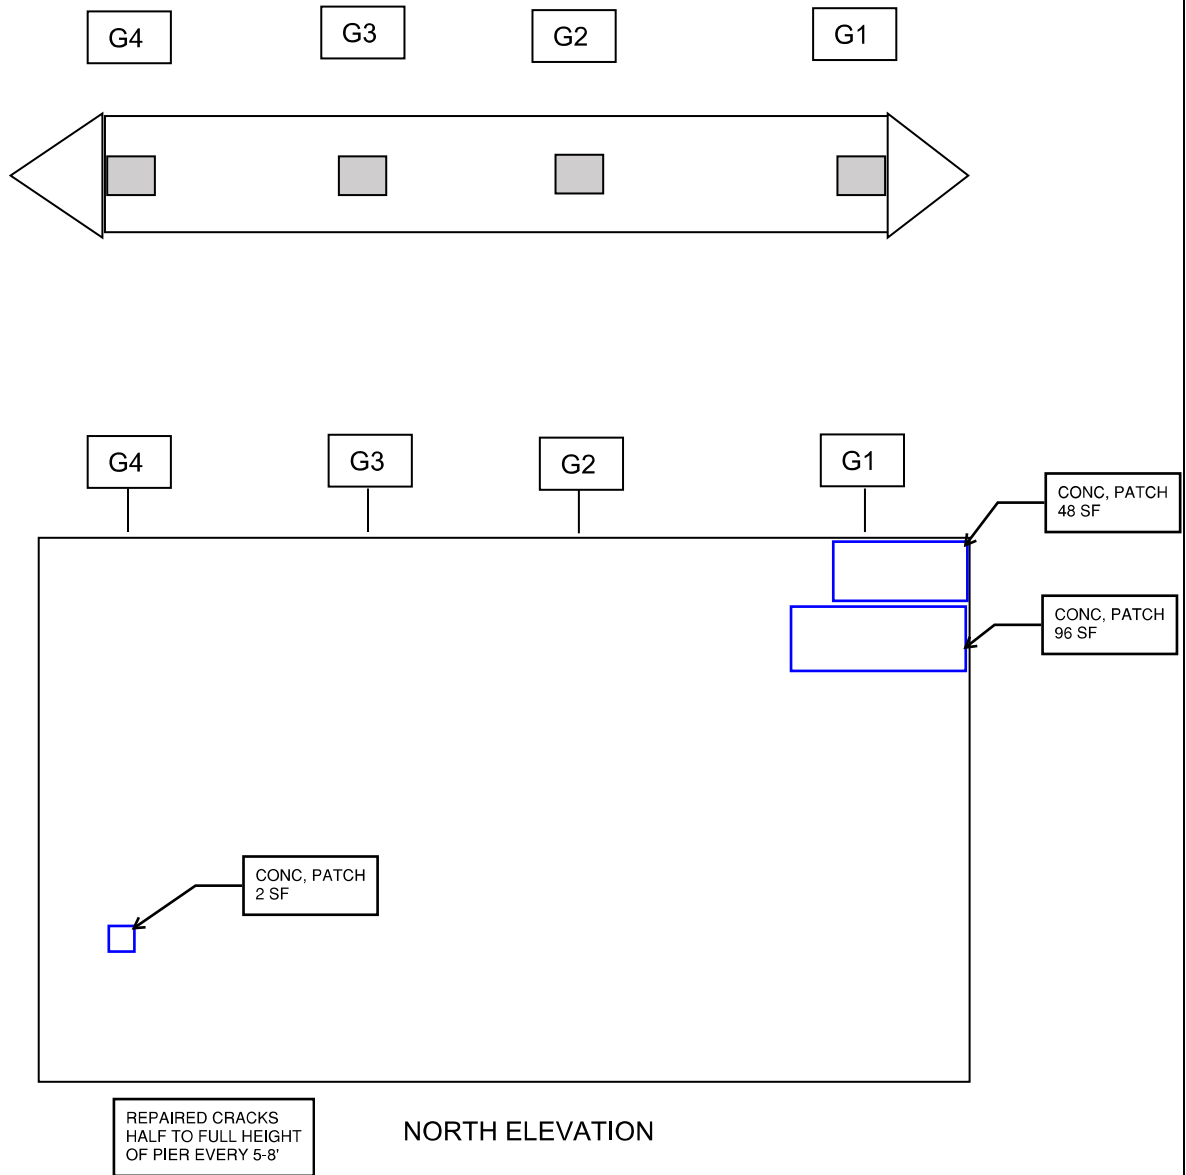 G4
G3
G2
G1
G4
G3
G2
G1
CONC, PATCH
48 SF
CONC, PATCH
96 SF
CONC, PATCH
2 SF
REPAIRED CRACKS
HALF TO FULL HEIGHT
OF PIER EVERY 5-8'
NORTH ELEVATION